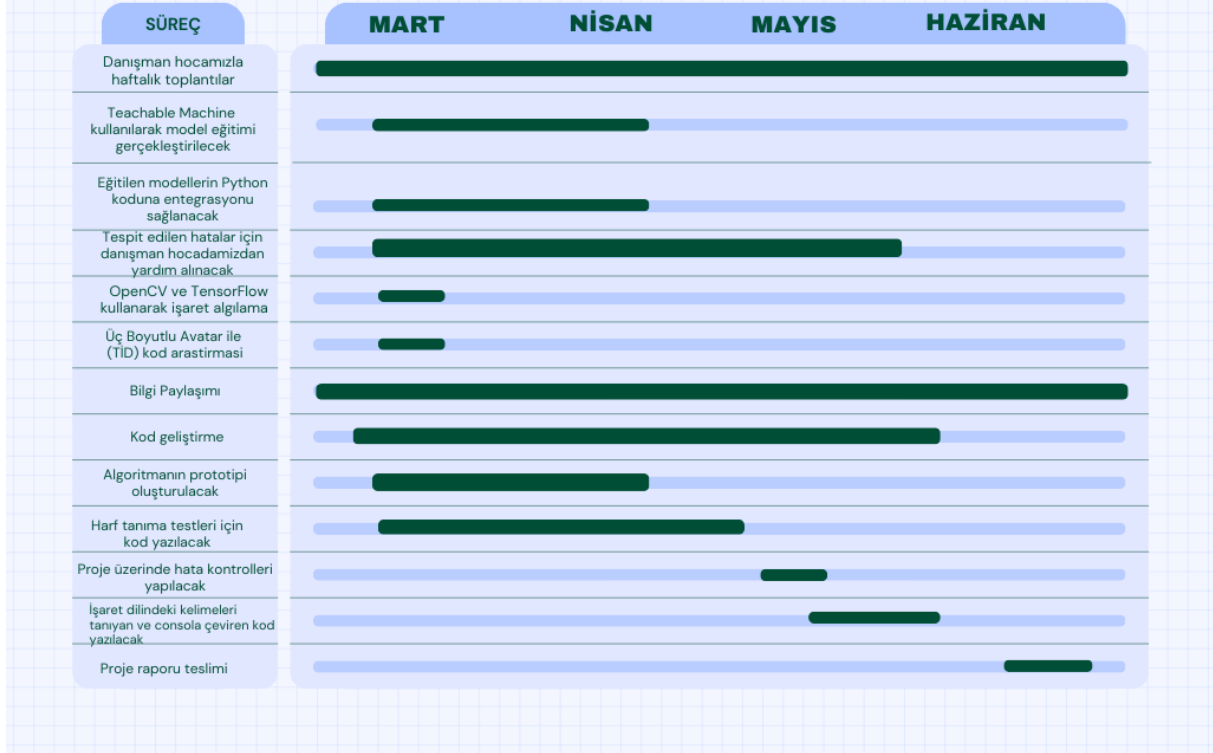 SÜREÇ
MART
NİSAN
MAYIS
HAZİRAN
Danışman hocamızla
haftalık toplantılar
Teachable Machine
kullanılarak model eğitimi
gerçekleştirilecek
Eğitilen modellerin Python
koduna entegrasyonu
sağlanacak
Tespit edilen hatalar için
danışman hocadamizdan
yardım alınacak
OpenCV ve TensorFlow
kullanarak işaret algılama
Üç Boyutlu Avatar ile
(TİD) kod arastirması
Bilgi Paylaşımı
Kod geliştirme
Algoritmanın prototipi
oluşturulacak
Harf tanıma testleri için
kod yazılacak
Proje üzerinde hata kontrolleri
yapılacak
İşaret dilindeki kelimeleri
tanıyan ve consola çeviren kod
yazılacak
Proje raporu teslimi